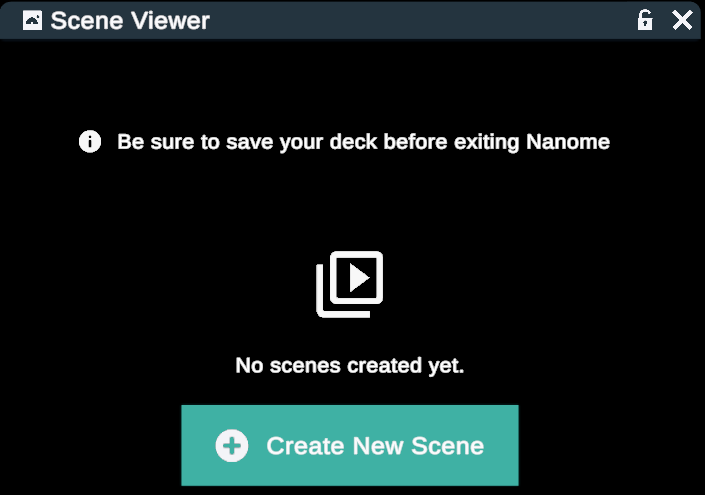 Scene Viewer
Be sure to save your deck before exiting Nanome
No scenes created yet.
Create New Scene